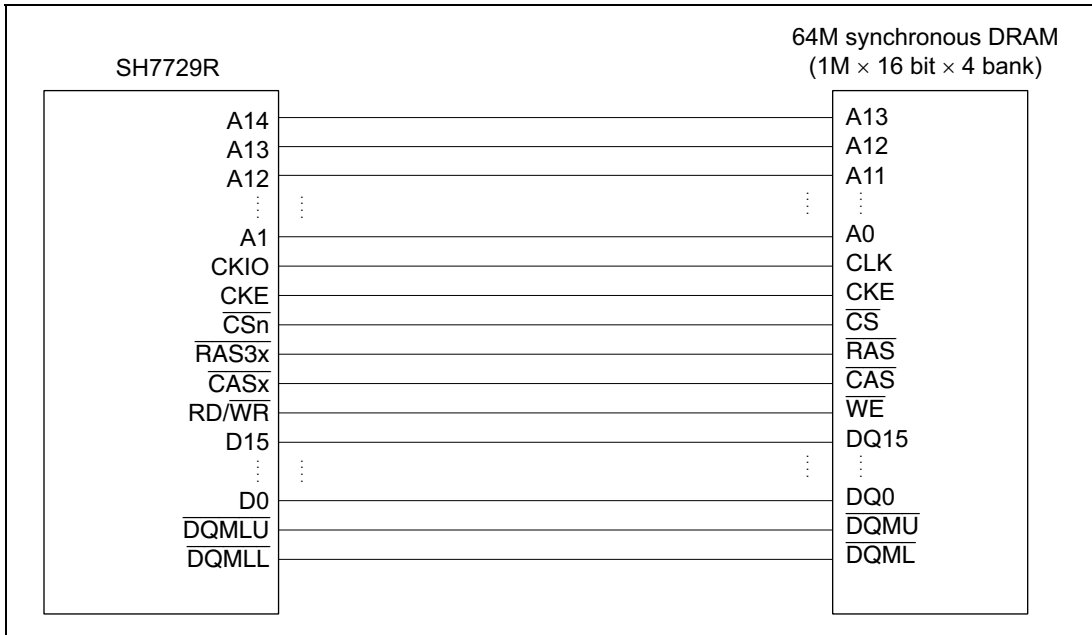 64M synchronous DRAM
(1M × 16 bit × 4 bank)
SH7729R
A14
A13
A12
A1
CKIO
CKE
CSn
RAS3x
CASx
RD/WR
D15
D0
DQMLU
DQMLL
A13
A12
A11
A0
CLK
CKE
CS
RAS
CAS
WE
DQ15
DQ0
DQMU
DQML